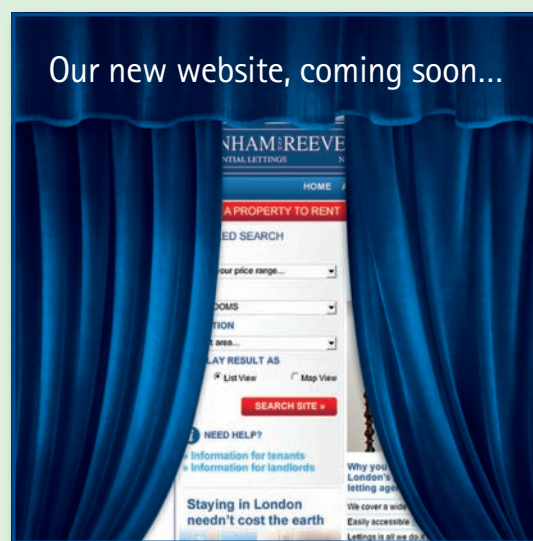 Our new website, coming soon...
NHAM AND REEVE
NTIAL LETTINGS N
HOME A
A PROPERTY TO RENT
ED SEARCH
our price range...
OOMS
TION
t area...
LAY RESULT AS
List View Map View
SEARCH SITE »
i NEED HELP?
» Information for tenants
» Information for landlords
Staying in London
needn't cost the earth
Why you
London's
letting age
We cover a wide
Easily accessible
Lettings is all we do